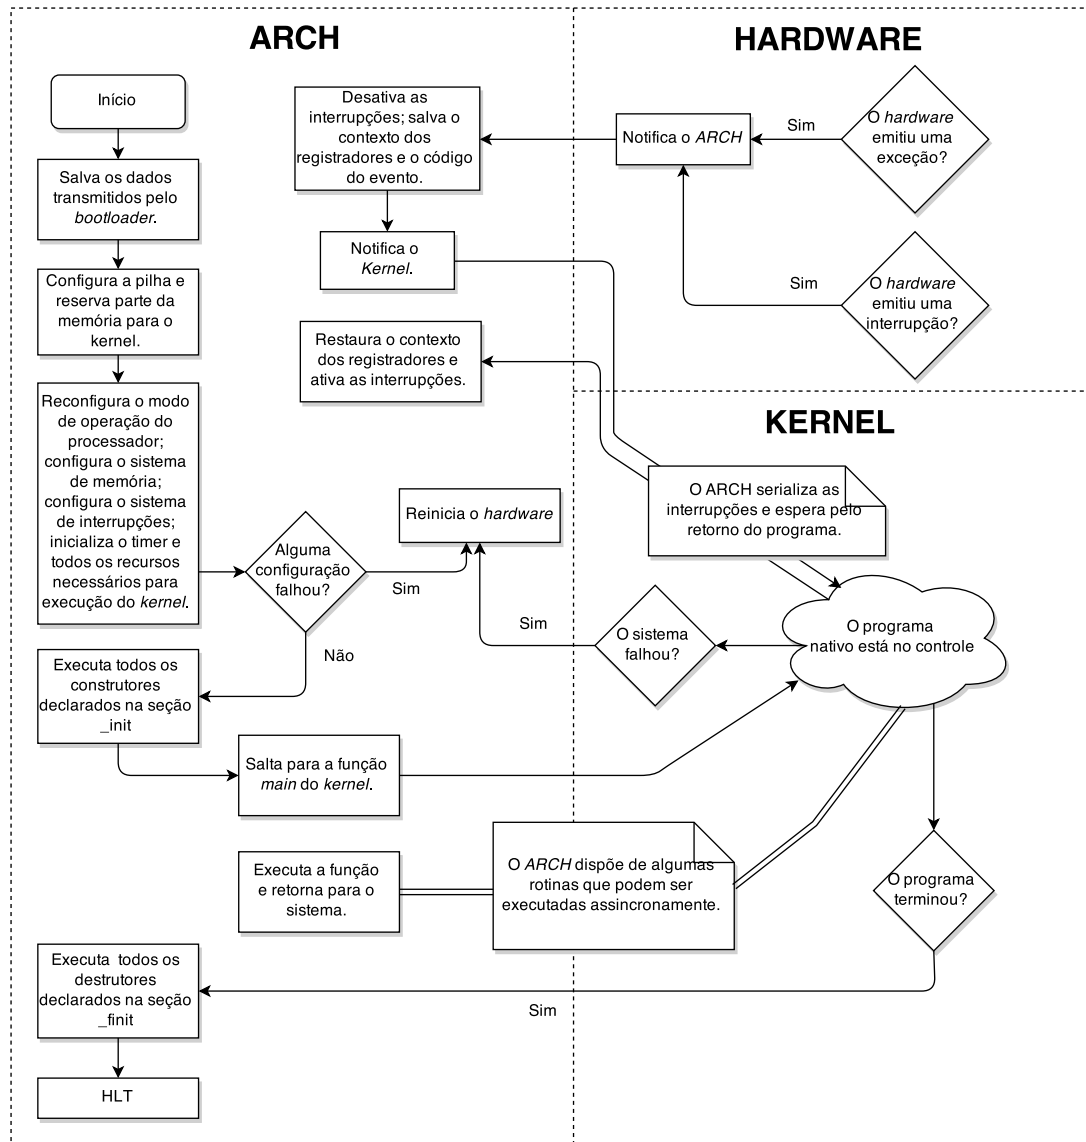 ARCH
Início
Salva os dados
transmitidos pelo
bootloader.
Configura a pilha e
reserva parte da
memória para o
kernel.
Reconfigura o modo
de operação do
processador;
configura o sistema
de memória;
configura o sistema
de interrupções;
inicializa o timer e
todos os recursos
necessários para
execução do kernel.
Alguma
configuração
falhou?
Sim
Não
Reinicia o hardware
Executa todos os
construtores
declarados na seção
_init
Salta para a função
main do kernel.
Executa a função
e retorna para o
sistema.
Executa todos os
destrutores
declarados na seção
_finit
HLT
Desativa as
interrupções; salva o
contexto dos
registradores e o código
do evento.
Notifica o
Kernel.
Restaura o contexto
dos registradores e
ativa as interrupções.
HARDWARE
O hardware
emitiu uma
exceção?
Sim
Notifica o ARCH
O hardware
emitiu uma
interrupção?
Sim
KERNEL
O ARCH serializa as
interrupções e espera pelo
retorno do programa.
O programa
nativo está no controle
O sistema
falhou?
Sim
O ARCH dispõe de algumas
rotinas que podem ser
executadas assincronamente.
O programa
terminou?
Sim